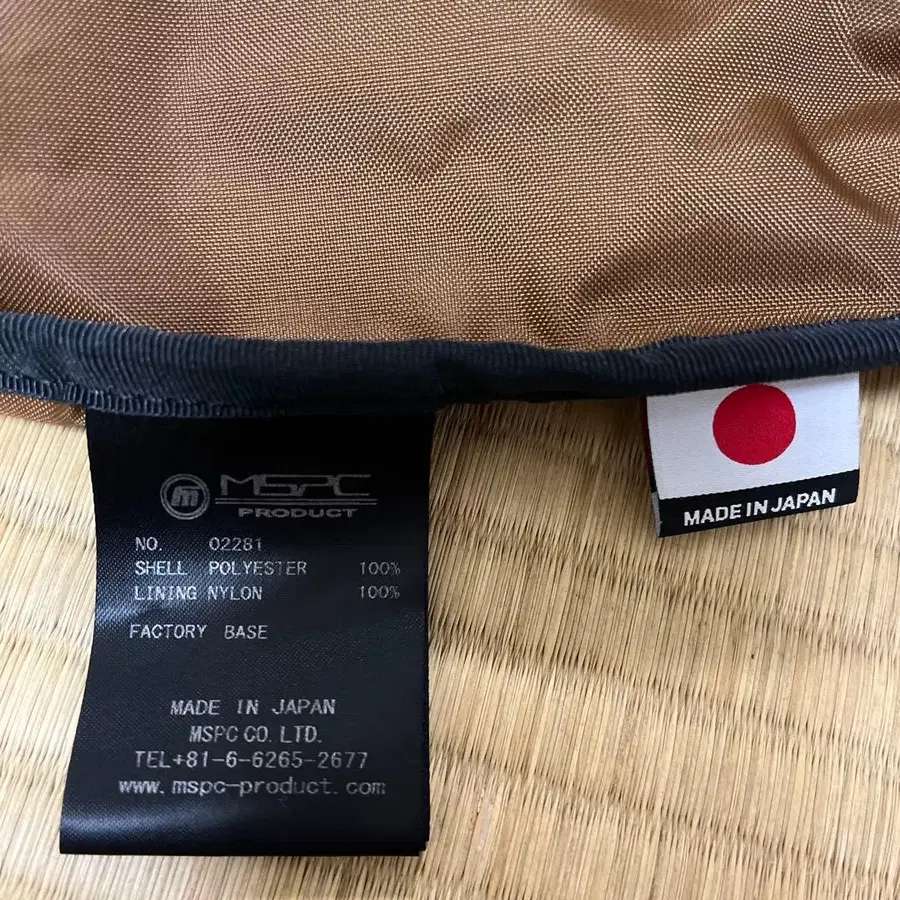 m MSPC
PRODUCT
NO. 02281
SHELL POLYESTER 100%
LINING NYLON 100%
FACTORY BASE
MADE IN JAPAN
MSPC CO. LTD.
TEL+81-6-6265-2677
www.mspc-product.com
MADE IN JAPAN